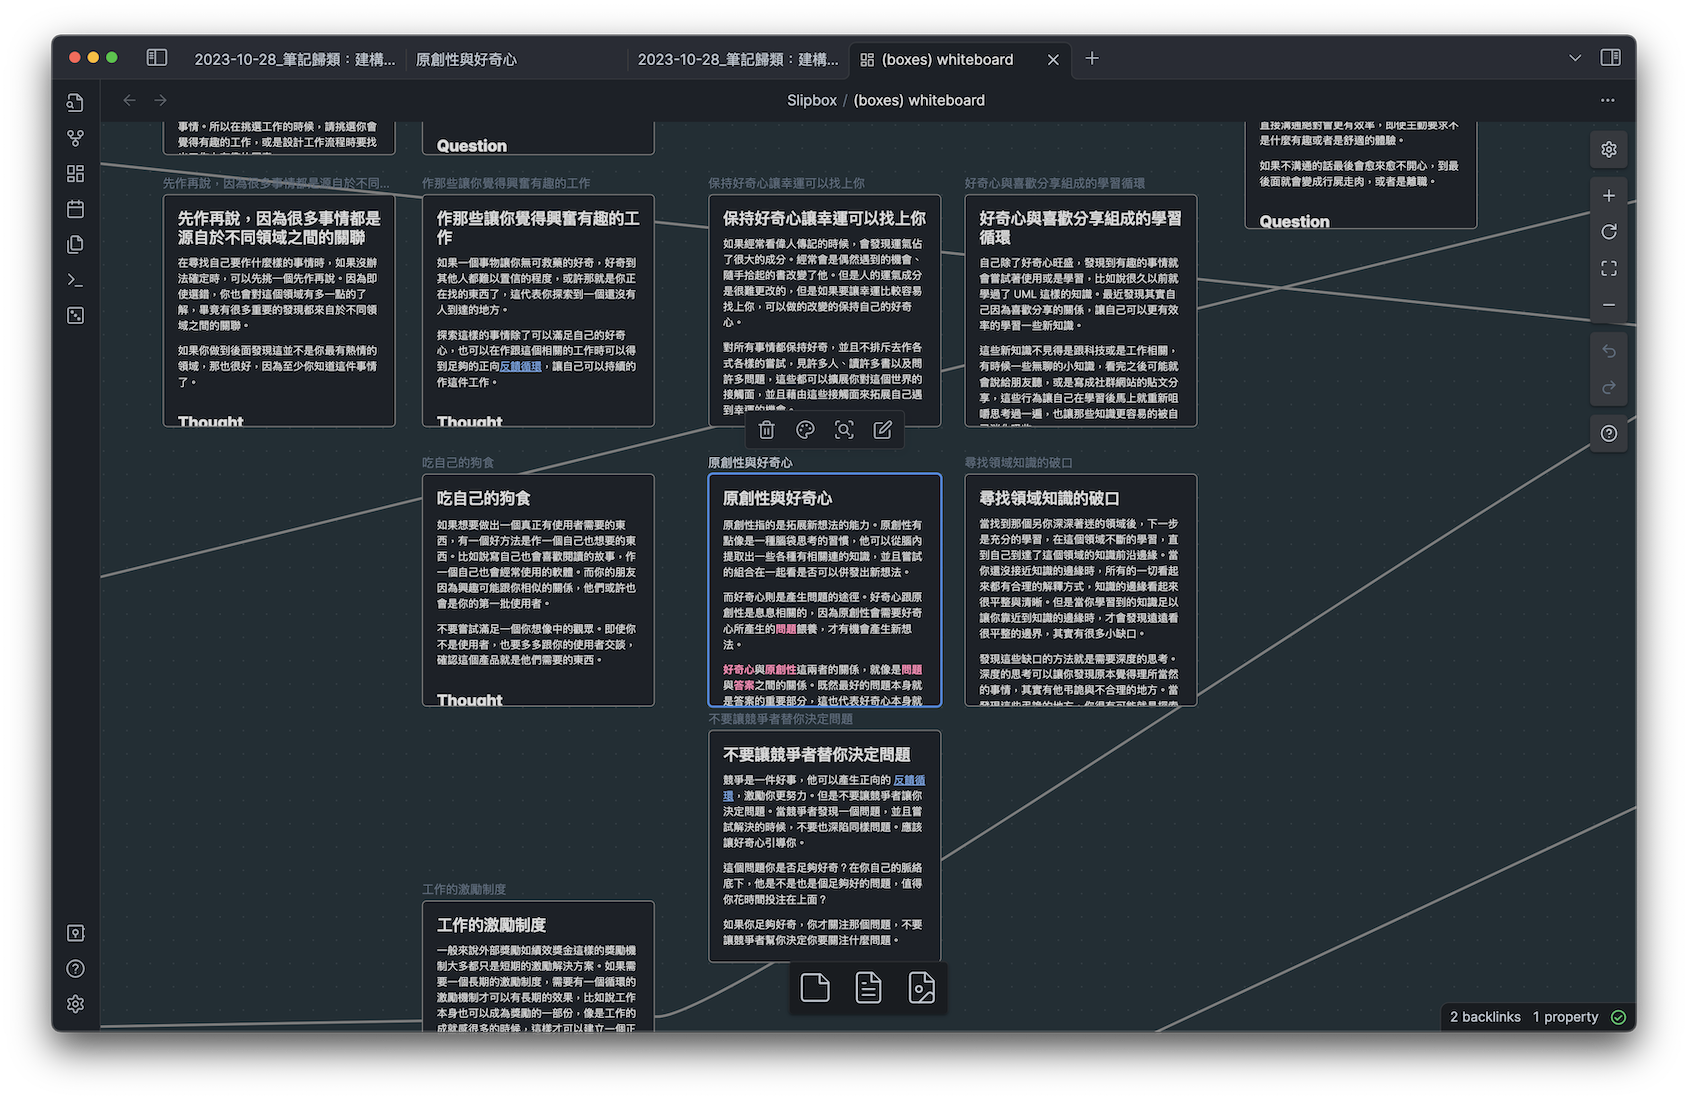 2023-10-28_筆記歸類：建構...
原創性與好奇心
2023-10-28_筆記歸類：建構...
(boxes) whiteboard
Slipbox / (boxes) whiteboard
事情。所以在挑選工作的時候，請挑選你會
覺得有趣的工作，或是設計工作流程時要找
Question
直接溝通絕對會更有效率，即使主動要求不
是什麼有趣或者是舒適的體驗。
如果不溝通的話最後會愈來愈不開心，到最
後面就會變成行屍走肉，或者是離職。
Question
先作再說，因為很多事情都是源自於不同...
先作再說，因為很多事情都是
源自於不同領域之間的關聯
在尋找自己要作什麼樣的事情時，如果沒辦
法確定時，可以先挑一個先作再說。因為即
使選錯，你也會對這個領域有多一點的了
解，畢竟有很多重要的發現都來自於不同領
域之間的關聯。
如果你做到後面發現這並不是你最有熱情的
領域，那也很好，因為至少你知道這件事情
了。
Thought
作那些讓你覺得興奮有趣的工作
作那些讓你覺得興奮有趣的工
作
如果一個事物讓你無可救藥的好奇，好奇到
其他人都難以置信的程度，或許那就是你正
在找的東西了，這代表你探索到一個還沒有
人到達的地方。
探索這樣的事情除了可以滿足自己的好奇
心，也可以在作跟這個相關的工作時可以得
到足夠的正向反饋循環，讓自己可以持續的
作這件工作。
Thought
保持好奇心讓幸運可以找上你
保持好奇心讓幸運可以找上你
如果經常看偉人傳記的時候，會發現運氣佔
了很大的成分。經常會是偶然遇到的機會、
隨手拾起的書改變了他。但是人的運氣成分
是很難更改的，但是如果要讓幸運比較容易
找上你，可以做的改變的保持自己的好奇
心。
對所有事情都保持好奇，並且不排斥去作各
式各樣的嘗試，見許多人、讀許多書以及問
許多問題，這些都可以擴展你對這個世界的
接觸面，並且藉由這些接觸面來拓展自己遇
到幸運的機會。
好奇心與喜歡分享組成的學習循環
好奇心與喜歡分享組成的學習
循環
自己除了好奇心旺盛，發現到有趣的事情就
會嘗試著使用或是學習，比如說很久以前就
學過了 UML 這樣的知識。最近發現其實自
己因為喜歡分享的關係，讓自己可以更有效
率的學習一些新知識。
這些新知識不見得是跟科技或是工作相關，
有時候一些無聊的小知識，看完之後可能就
會說給朋友聽，或是寫成社群網站的貼文分
享，這些行為讓自己在學習後馬上就重新咀
嚼思考過一遍，也讓那些知識更容易的被自
吃自己的狗食
吃自己的狗食
如果想要做出一個真正有使用者需要的東
西，有一個好方法是作一個自己也想要的東
西。比如說寫自己也會喜歡閱讀的故事，作
一個自己也會經常使用的軟體。而你的朋友
因為興趣可能跟你相似的關係，他們或許也
會是你的第一批使用者。
不要嘗試滿足一個你想像中的觀眾。即使你
不是使用者，也要多多跟你的使用者交談，
確認這個產品就是他們需要的東西。
Thought
原創性與好奇心
原創性與好奇心
原創性指的是拓展新想法的能力。原創性有
點像是一種腦袋思考的習慣，他可以從腦內
提取出一些各種有相關連的知識，並且嘗試
的組合在一起看是否可以併發出新想法。
而好奇心則是產生問題的途徑。好奇心跟原
創性是息息相關的，因為原創性會需要好奇
心所產生的問題餵養，才有機會產生新想
法。
好奇心與原創性這兩者的關係，就像是問題
與答案之間的關係。既然最好的問題本身就
是答案的重要部分，這也代表好奇心本身就
尋找領域知識的破口
尋找領域知識的破口
當找到那個另你深深著迷的領域後，下一步
是充分的學習，在這個領域不斷的學習，直
到自己到達了這個領域的知識前沿邊緣。當
你還沒接近知識的邊緣時，所有的一切看起
來都有合理的解釋方式，知識的邊緣看起來
很平整與清晰。但是當你學習到的知識足以
讓你靠近到知識的邊緣時，才會發現這遠看
很平整的邊界，其實有很多小缺口。
發現這些缺口的方法就是需要深度的思考。
深度的思考可以讓你發現原本覺得理所當然
的事情，其實有他弔詭與不合理的地方。當
發現這些弔詭的地方，你很有可能就是探索
不要讓競爭者替你決定問題
不要讓競爭者替你決定問題
競爭是一件好事，他可以產生正向的 反饋循
環，激勵你更努力。但是不要讓競爭者讓你
決定問題。當競爭者發現一個問題，並且嘗
試解決的時候，不要也深陷同樣問題。應該
讓好奇心引導你。
這個問題你是否足夠好奇？在你自己的脈絡
底下，他是不是也是個足夠好的問題，值得
你花時間投注在上面？
如果你足夠好奇，你才關注那個問題，不要
讓競爭者幫你決定你要關注什麼問題。
工作的激勵制度
工作的激勵制度
一般來說外部獎勵如績效獎金這樣的獎勵機
制大多都只是短期的激勵解決方案。如果需
要一個長期的激勵制度，需要有一個循環的
激勵機制才可以有長期的效果，比如說工作
本身也可以成為獎勵的一部份，像是工作的
成就感很多的時候，這樣才可以建立一個正
2 backlinks 1 property